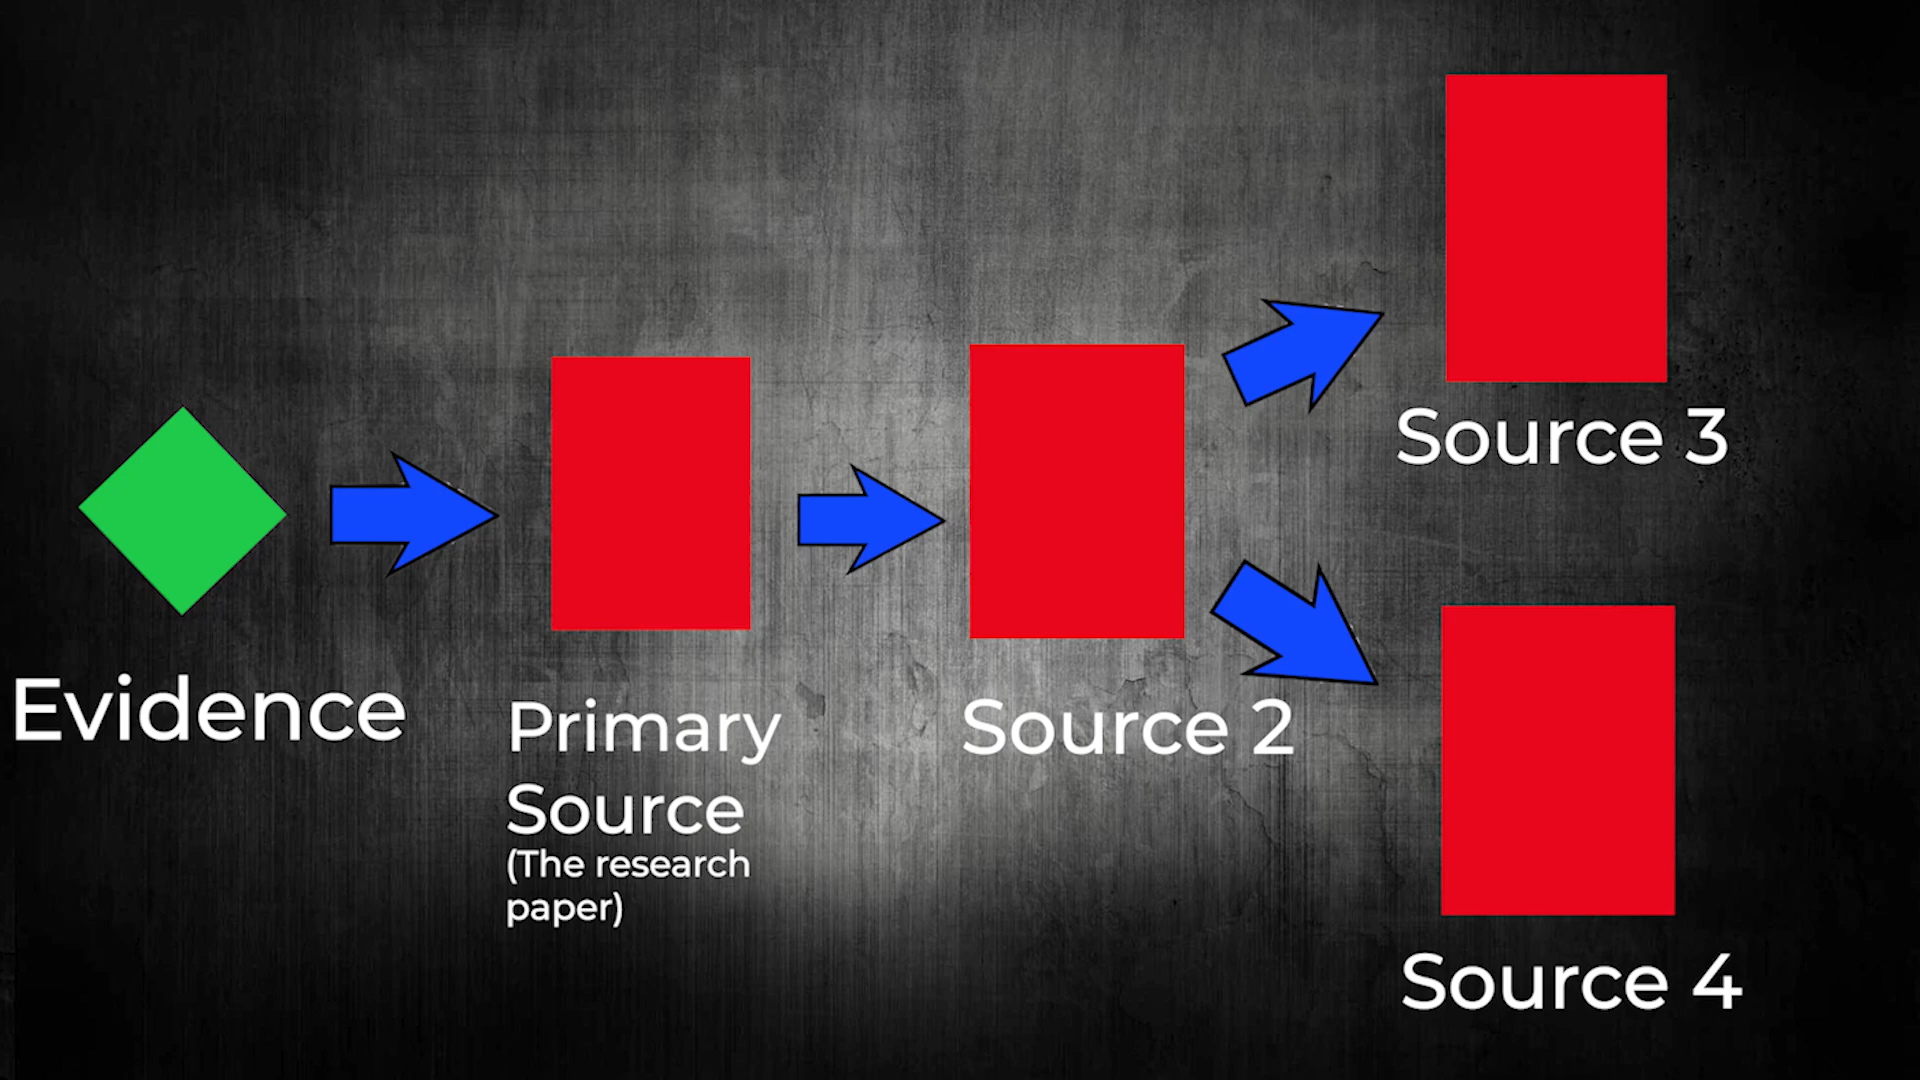 Evidence
Primary
Source
(The research
paper)
Source 2
Source 3
Source 4